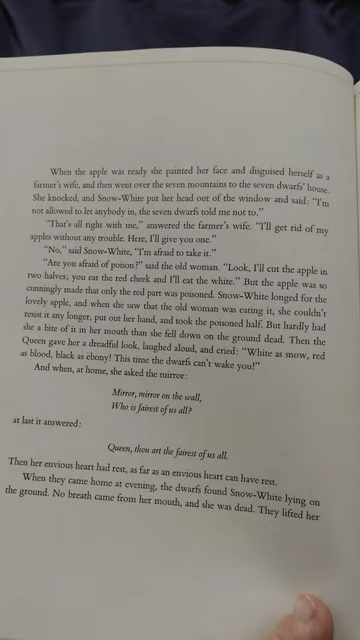 When the apple was ready she painted her face and disguised herself as a
farmer's wife, and then went over the seven mountains to the seven dwarfs' house.
She knocked, and Snow-White put her head out of the window and said: "I'm
not allowed to let anybody in, the seven dwarfs told me not to."
"That's all right with me," answered the farmer's wife. "I'll get rid of my
apples without any trouble. Here, I'll give you one."
"No," said Snow-White, "I'm afraid to take it."
"Are you afraid of poison?" said the old woman. "Look, I'll cut the apple in
two halves; you eat the red cheek and I'll eat the white." But the apple was so
cunningly made that only the red part was poisoned. Snow-White longed for the
lovely apple, and when she saw that the old woman was eating it, she couldn't
resist it any longer, put out her hand, and took the poisoned half. But hardly had
she a bite of it in her mouth than she fell down on the ground dead. Then the
Queen gave her a dreadful look, laughed aloud, and cried: "White as snow, red
as blood, black as ebony! This time the dwarfs can't wake you!"
And when, at home, she asked the mirror:
Mirror, mirror on the wall,
Who is fairest of us all?
at last it answered:
Queen, thou art the fairest of us all.
Then her envious heart had rest, as far as an envious heart can have rest.
When they came home at evening, the dwarfs found Snow-White lying on
the ground. No breath came from her mouth, and she was dead. They lifted her